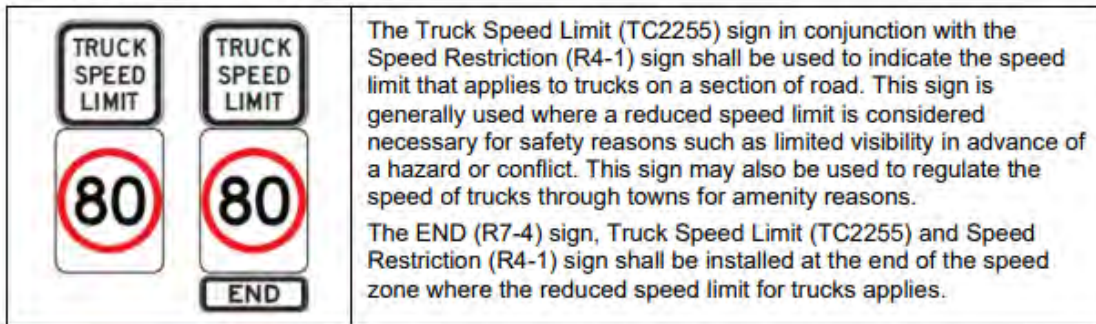 TRUCK
SPEED
LIMIT
80
TRUCK
SPEED
LIMIT
80
END
The Truck Speed Limit (TC2255) sign in conjunction with the
Speed Restriction (R4-1) sign shall be used to indicate the speed
limit that applies to trucks on a section of road. This sign is
generally used where a reduced speed limit is considered
necessary for safety reasons such as limited visibility in advance of
a hazard or conflict. This sign may also be used to regulate the
speed of trucks through towns for amenity reasons.
The END (R7-4) sign, Truck Speed Limit (TC2255) and Speed
Restriction (R4-1) sign shall be installed at the end of the speed
zone where the reduced speed limit for trucks applies.